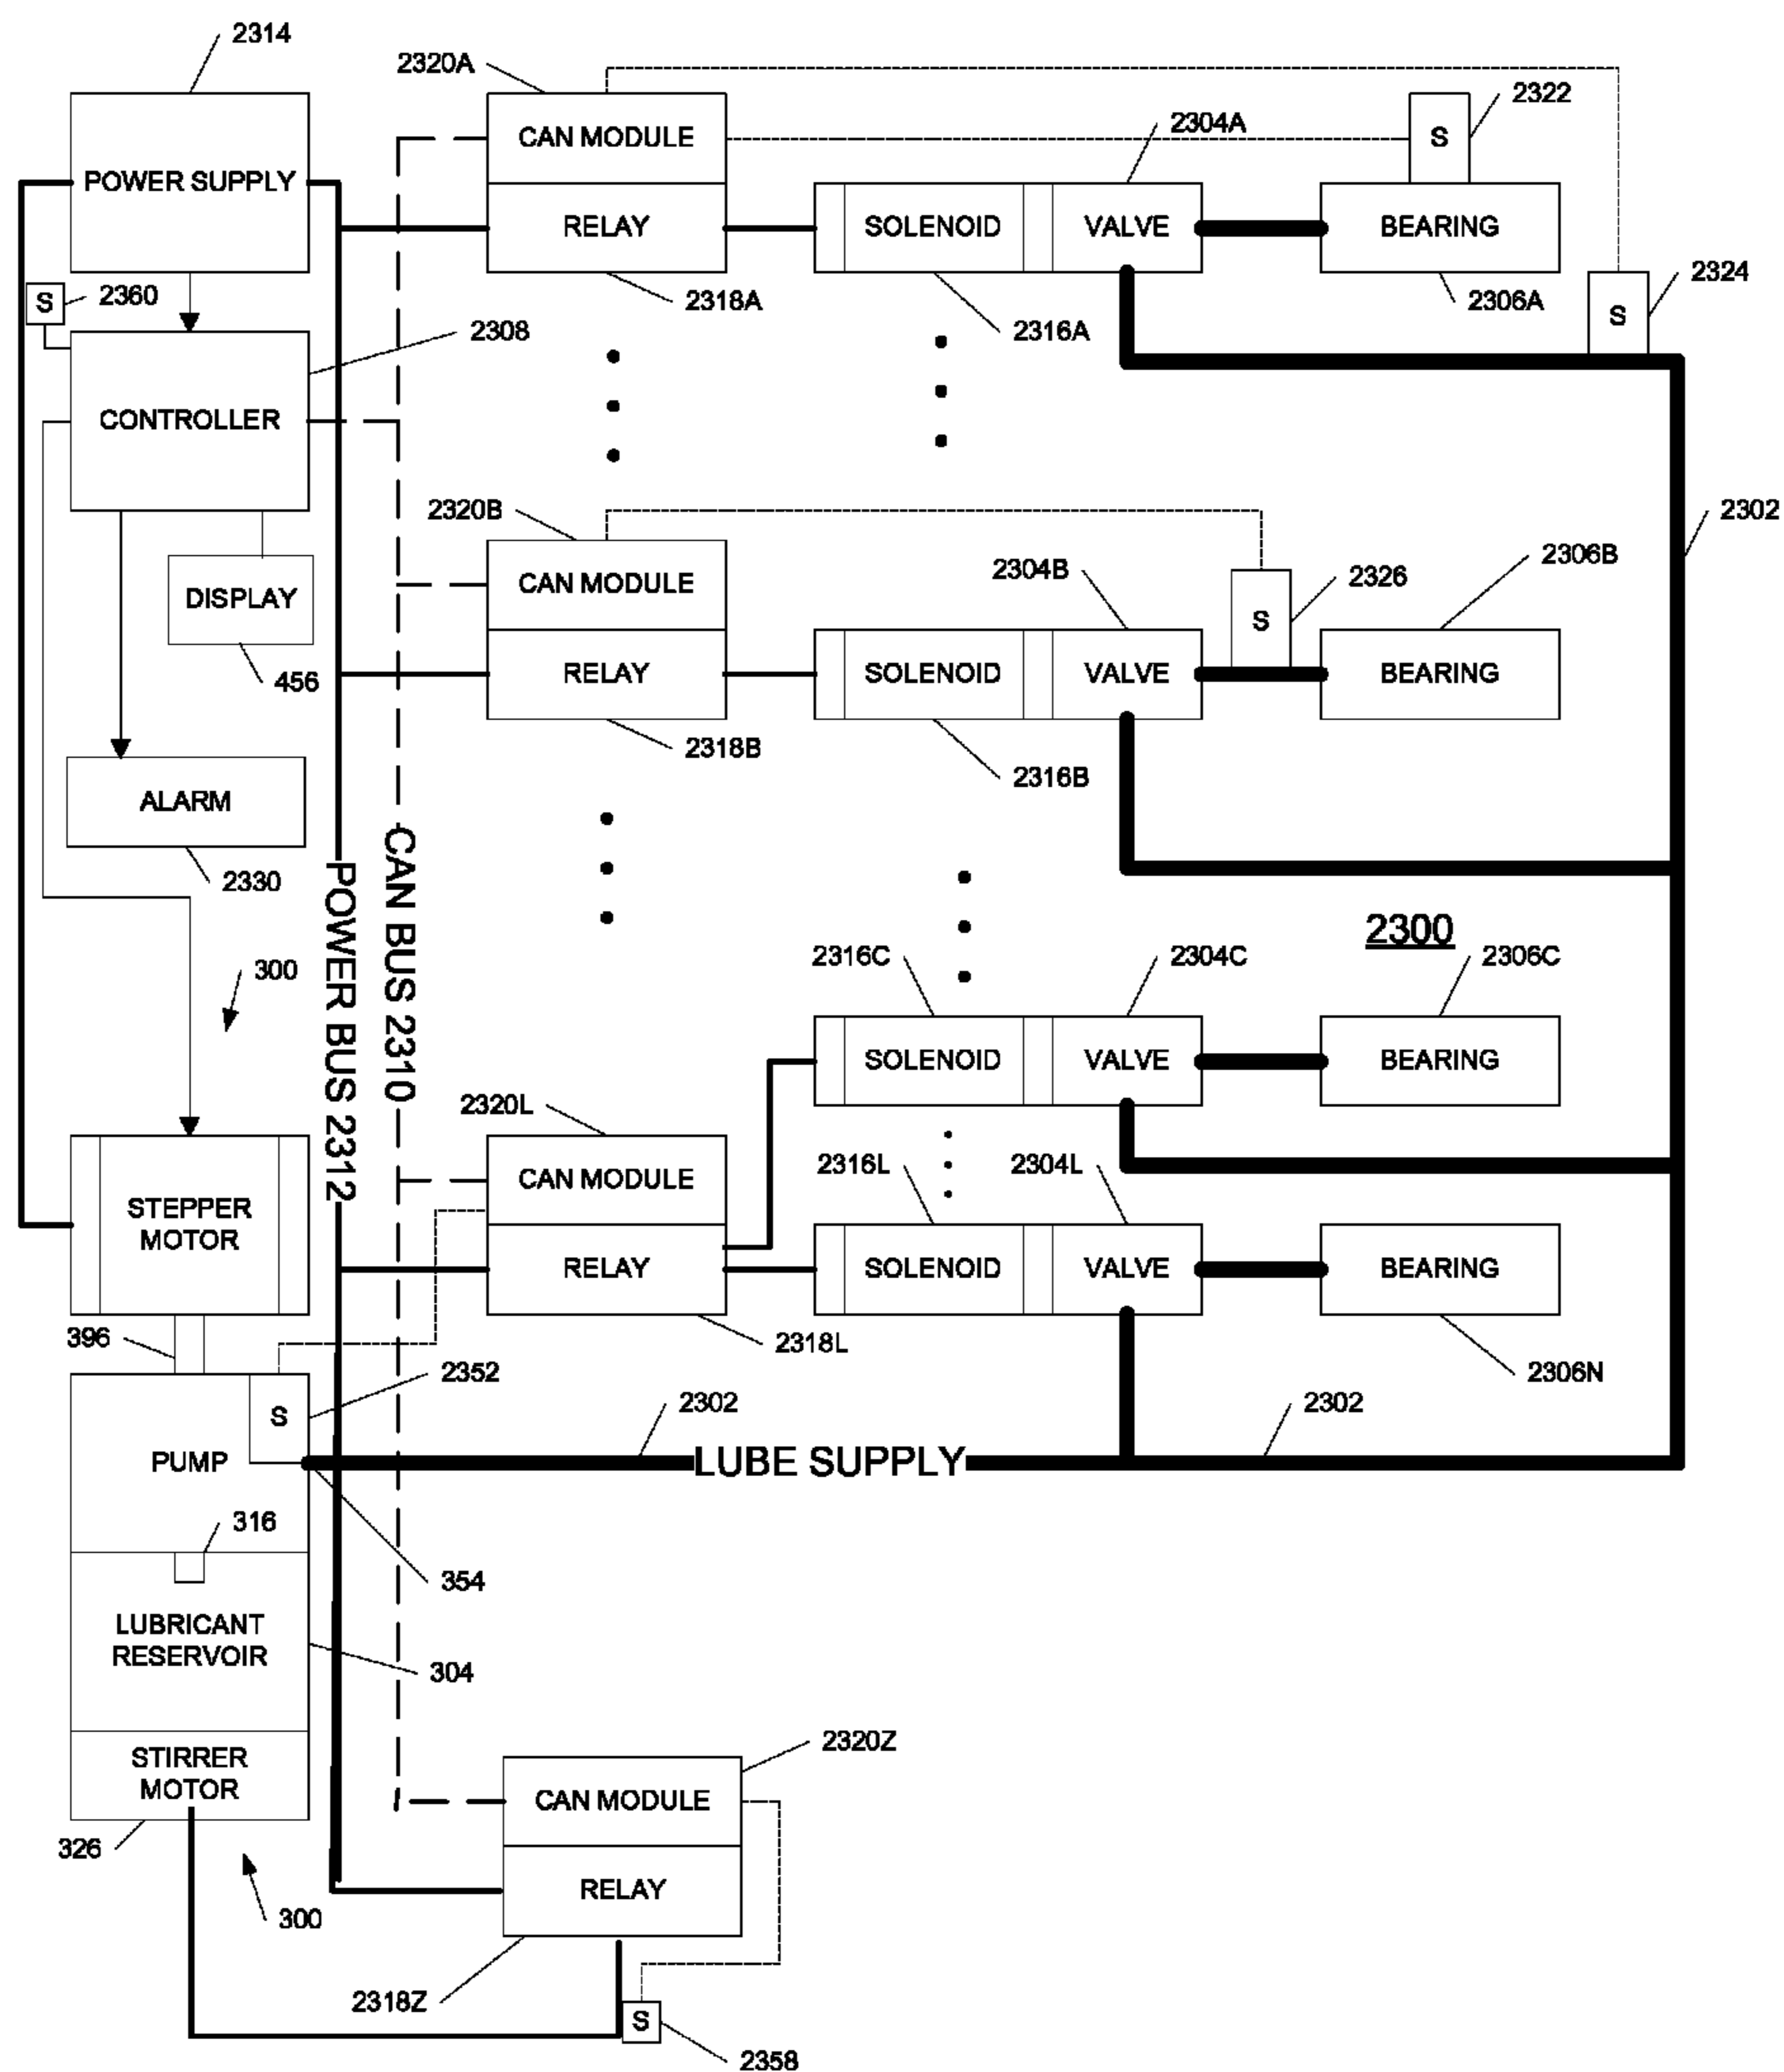 2314
2320A
2322
CAN MODULE
S
2304A
POWER SUPPLY
RELAY
SOLENOID
VALVE
BEARING
2324
S
2360
2318A
2316A
2306A
S
2308
CONTROLLER
2320B
2302
CAN MODULE
2304B
2326
2306B
DISPLAY
S
456
RELAY
SOLENOID
VALVE
BEARING
2318B
2316B
ALARM
2330
CAN BUS 2310
POWER BUS 2312
2300
300
2316C
2304C
2306C
SOLENOID
VALVE
BEARING
2320L
2316L
2304L
CAN MODULE
STEPPER
MOTOR
RELAY
SOLENOID
VALVE
BEARING
396
2318L
2306N
2352
S
2302
2302
PUMP
LUBE SUPPLY
316
354
LUBRICANT
RESERVOIR
304
STIRRER
MOTOR
2320Z
CAN MODULE
326
RELAY
300
2318Z
S
2358